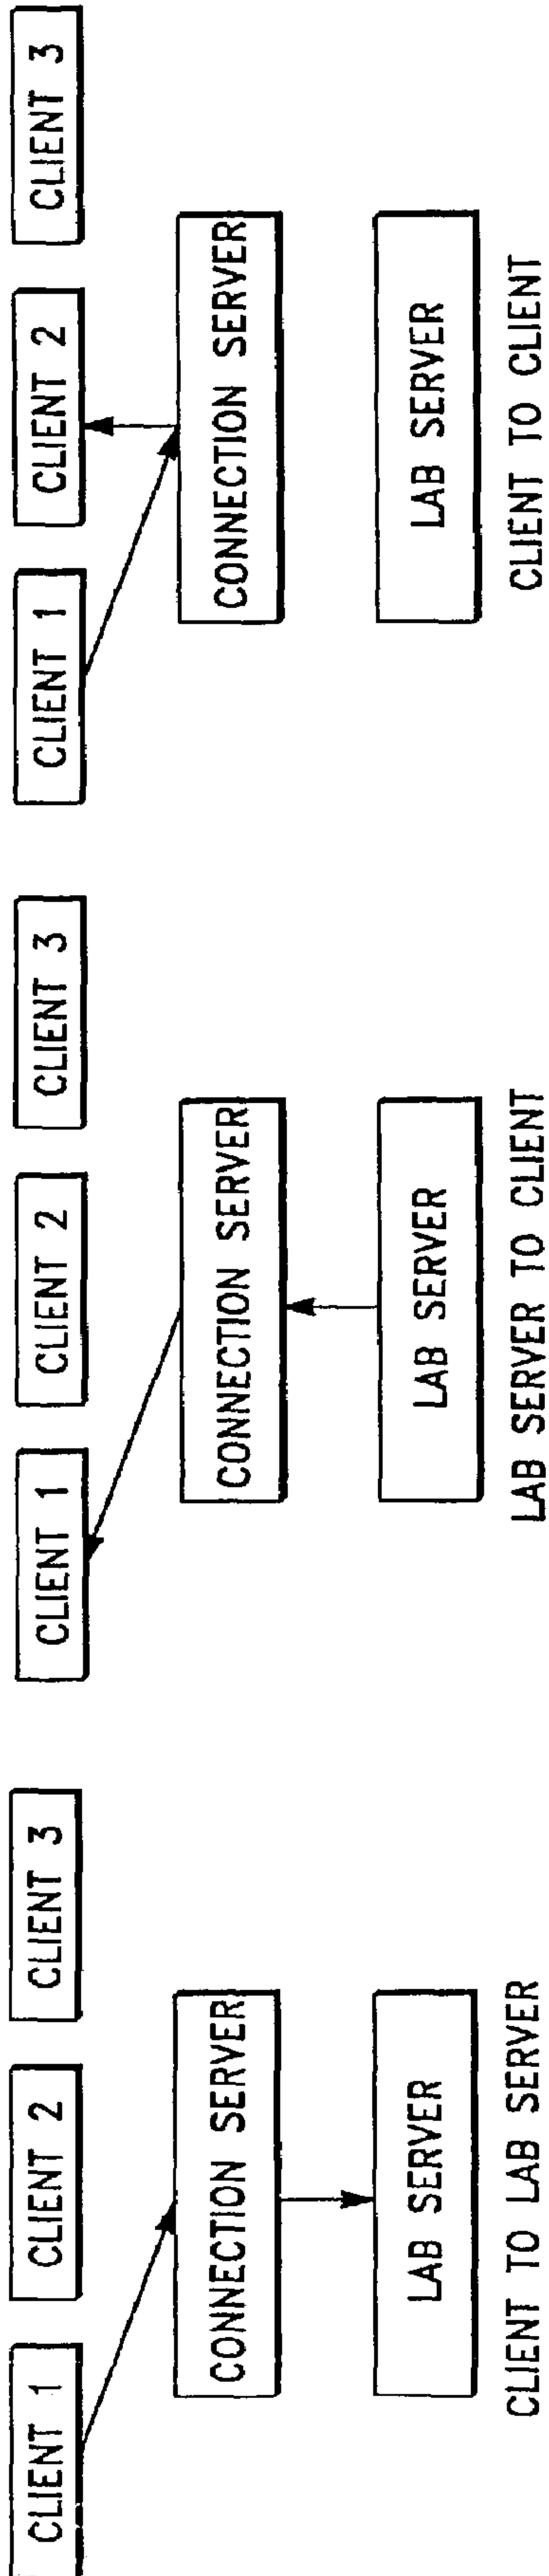 CLIENT 1
CLIENT 2
CLIENT 3
CONNECTION SERVER
LAB SERVER
CLIENT TO LAB SERVER
CLIENT 1
CLIENT 2
CLIENT 3
CONNECTION SERVER
LAB SERVER
LAB SERVER TO CLIENT
CLIENT 1
CLIENT 2
CLIENT 3
CONNECTION SERVER
LAB SERVER
CLIENT TO CLIENT